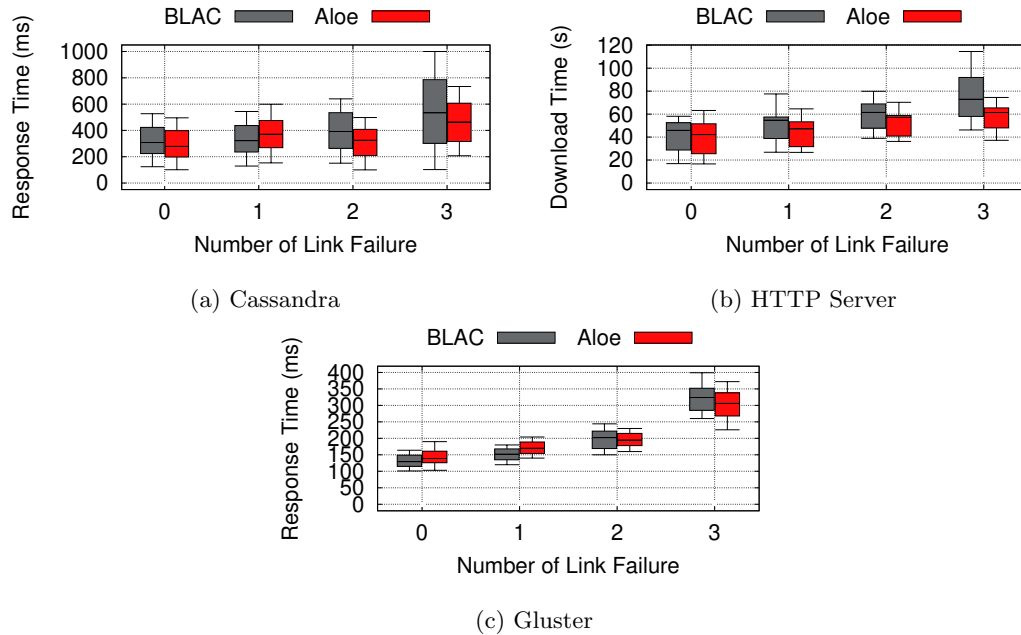 BLAC Aloe
Response Time (ms)
1000
800
600
400
200
0
0 1 2 3
Number of Link Failure
(a) Cassandra
BLAC Aloe
Download Time (s)
120
100
80
60
40
20
0
0 1 2 3
Number of Link Failure
(b) HTTP Server
BLAC Aloe
Response Time (ms)
400
350
300
250
200
150
100
50
0
0 1 2 3
Number of Link Failure
(c) Gluster